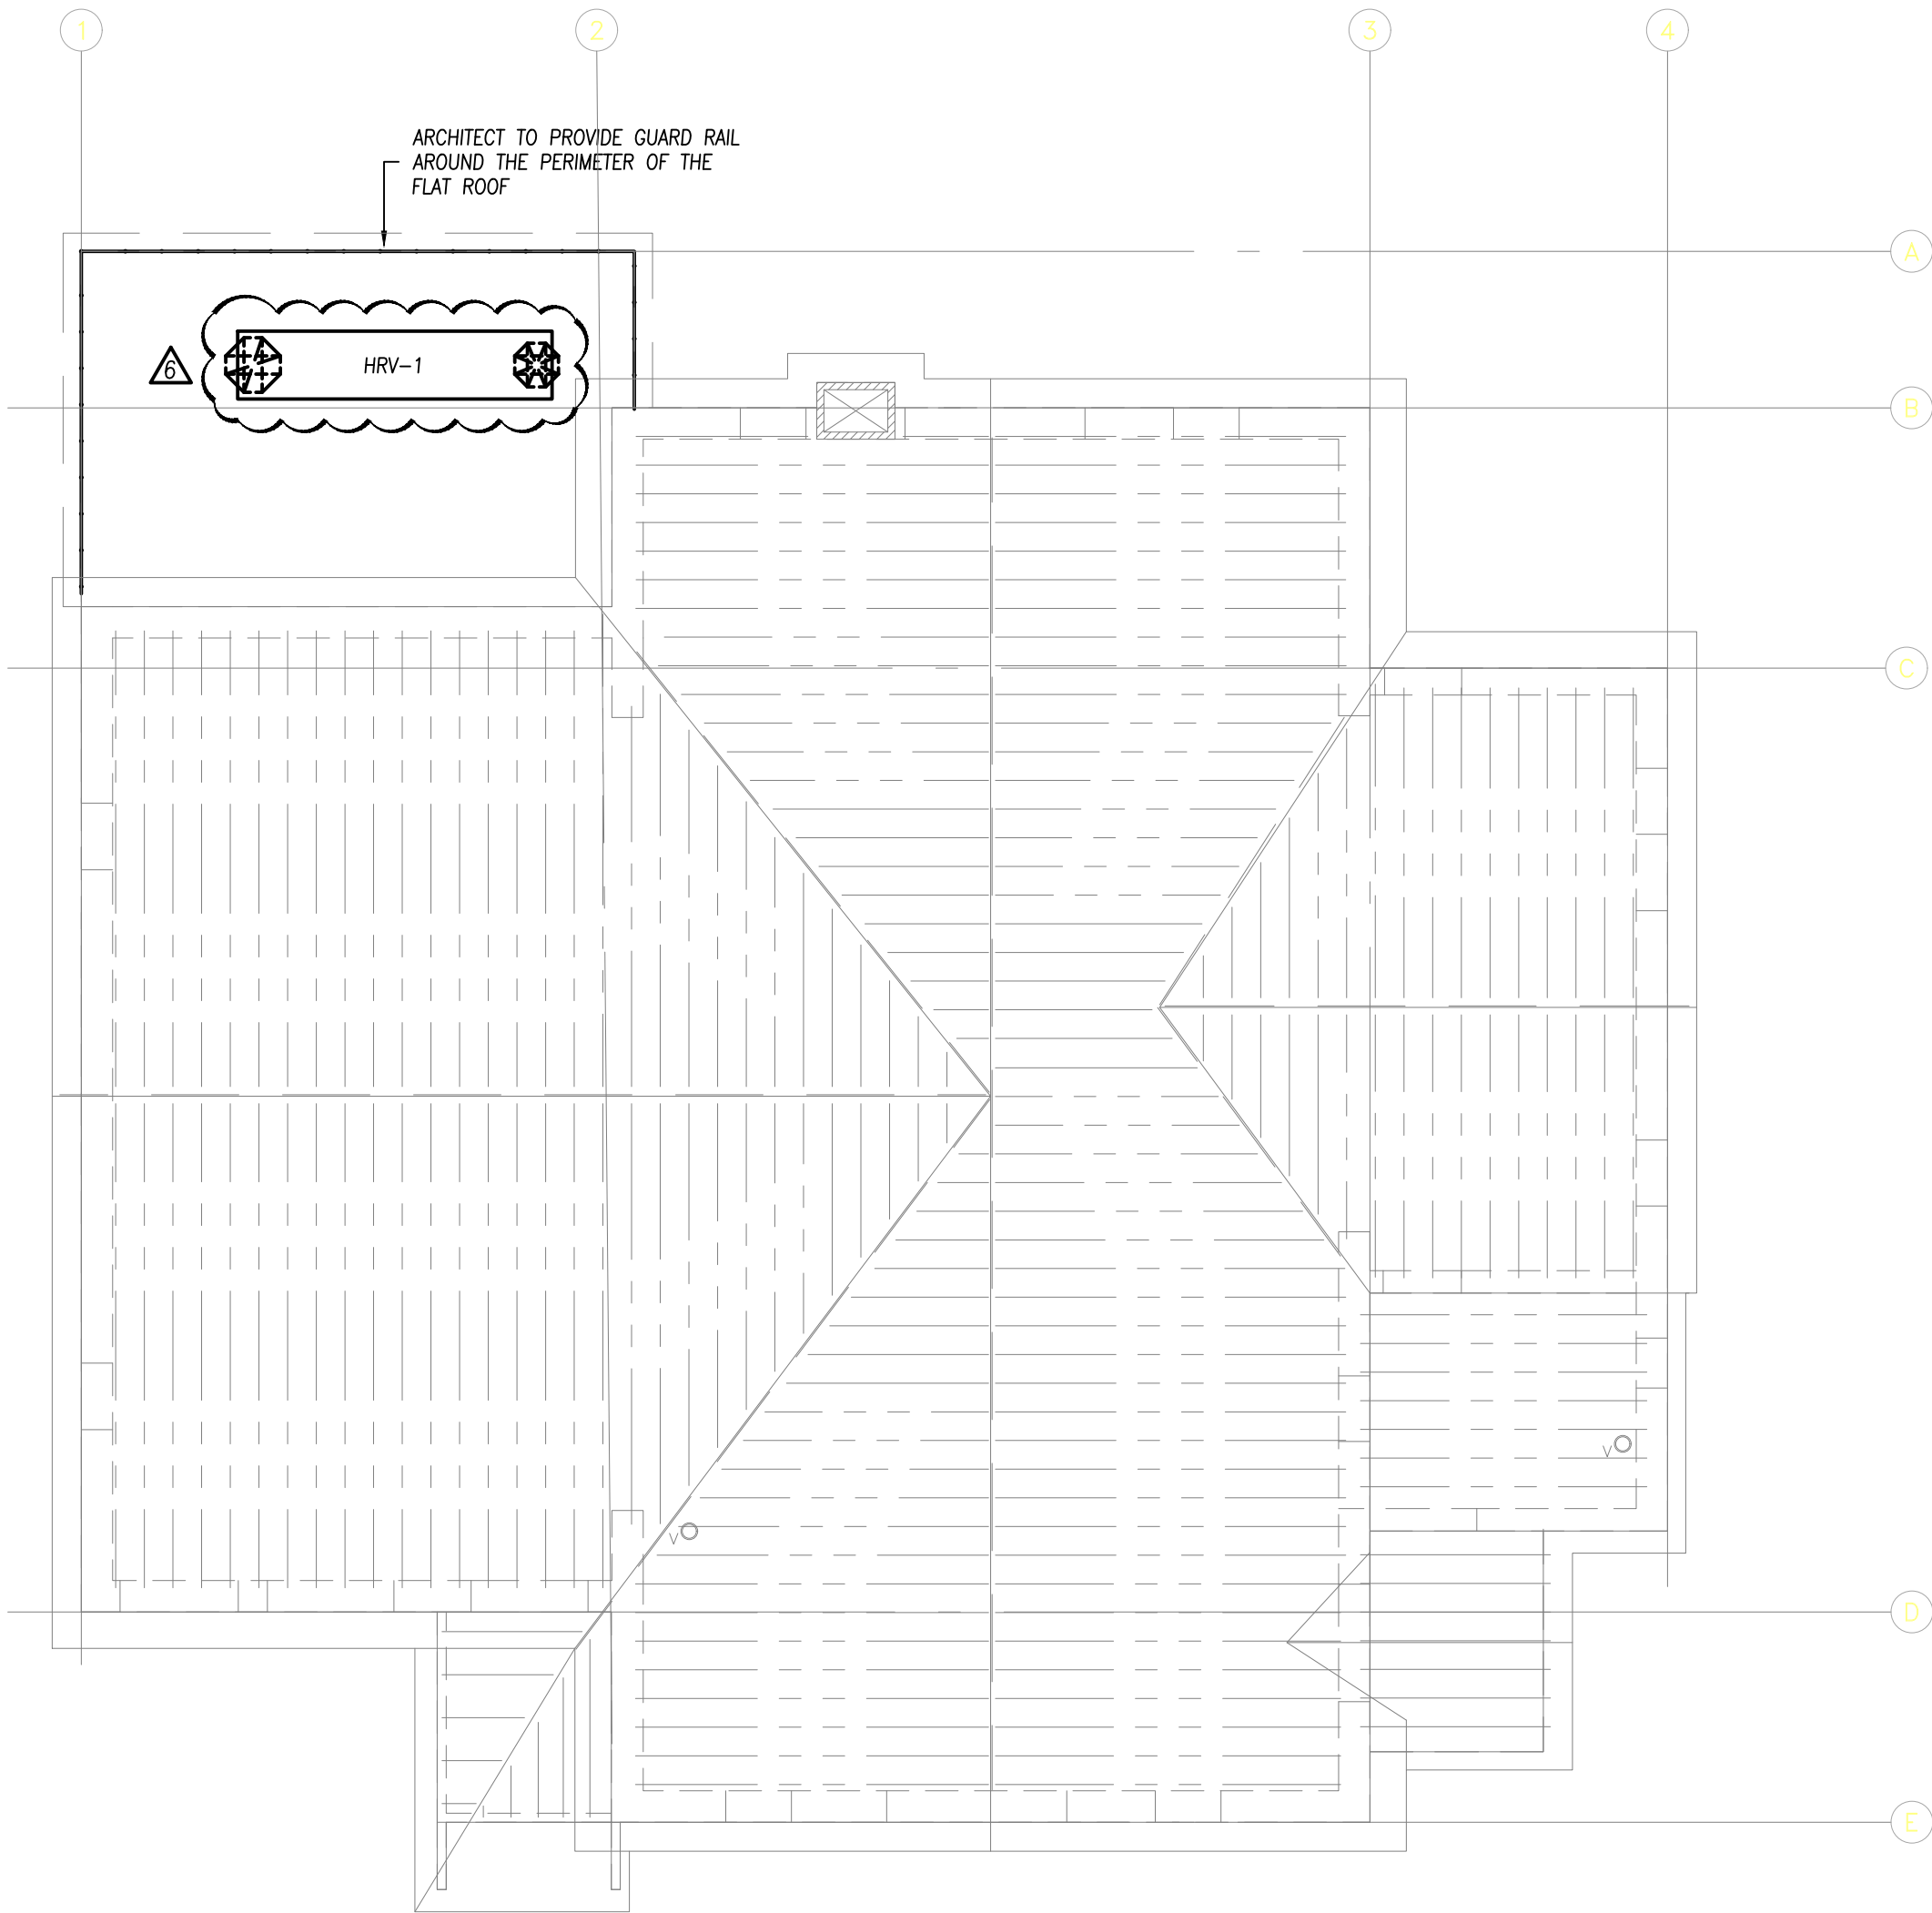 1
2
3
4
ARCHITECT TO PROVIDE GUARD RAIL
AROUND THE PERIMETER OF THE
FLAT ROOF
A
6
HRV-1
B
C
V
V
D
E